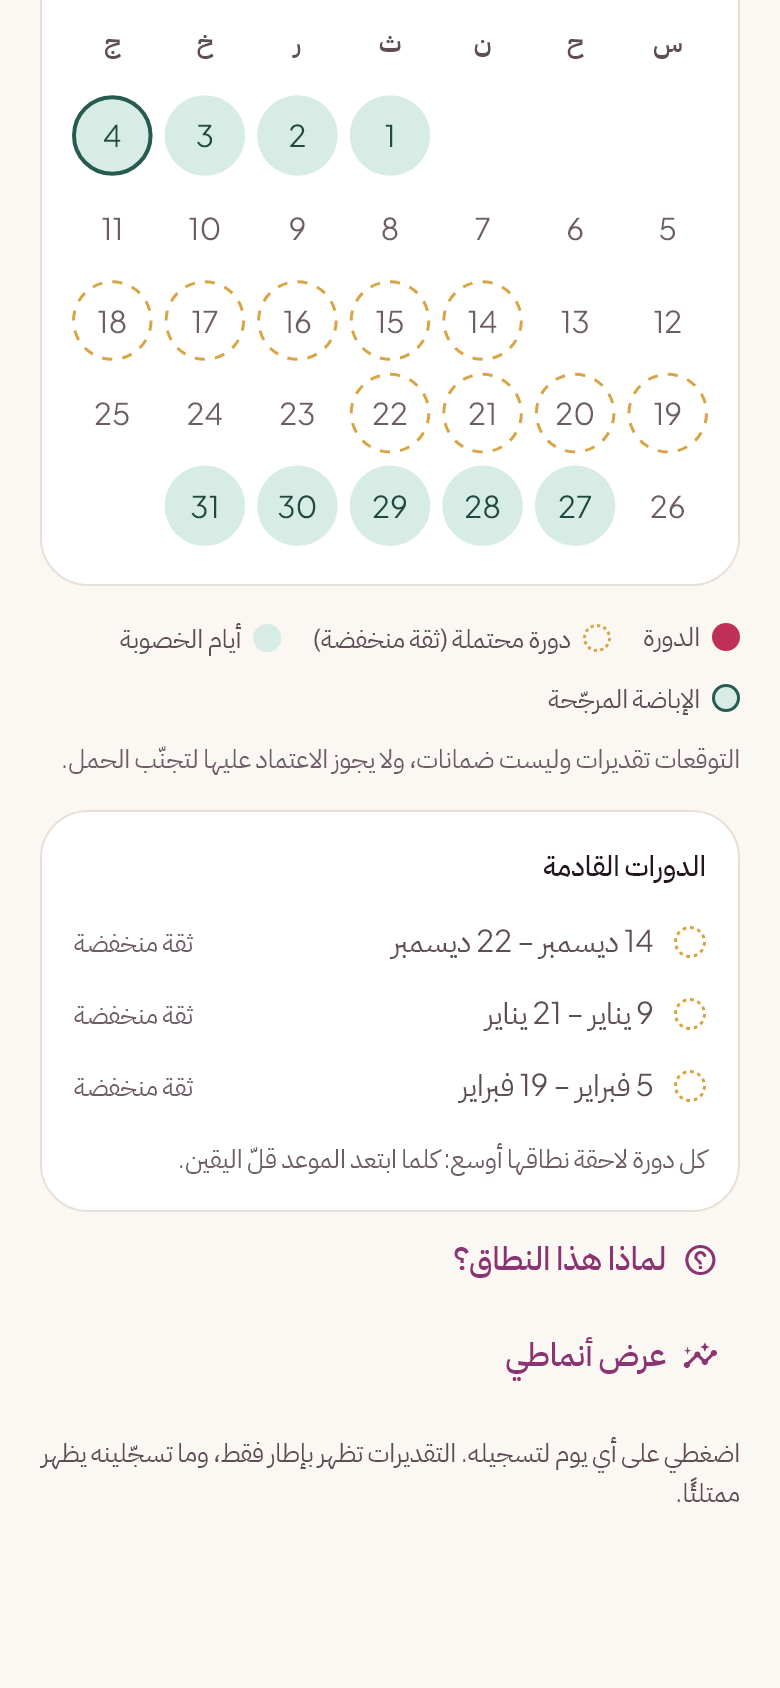 س ح ن ث ر خ ج
1 2 3 4
5 6 7 8 9 10 11
12 13 14 15 16 17 18
19 20 21 22 23 24 25
26 27 28 29 30 31
الدورة دورة محتملة (ثقة منخفضة) أيام الخصوبة
الإباضة المرجّحة
التوقعات تقديرات وليست ضمانات، ولا يجوز الاعتماد عليها لتجنّب الحمل.
الدورات القادمة
14 ديسمبر – 22 ديسمبر ثقة منخفضة
9 يناير – 21 يناير ثقة منخفضة
5 فبراير – 19 فبراير ثقة منخفضة
كل دورة لاحقة نطاقها أوسع: كلما ابتعد الموعد قلّ اليقين.
لماذا هذا النطاق؟
عرض أنماطي
اضغطي على أي يوم لتسجيله. التقديرات تظهر بإطار فقط، وما تسجّلينه يظهر
ممتلئًا.